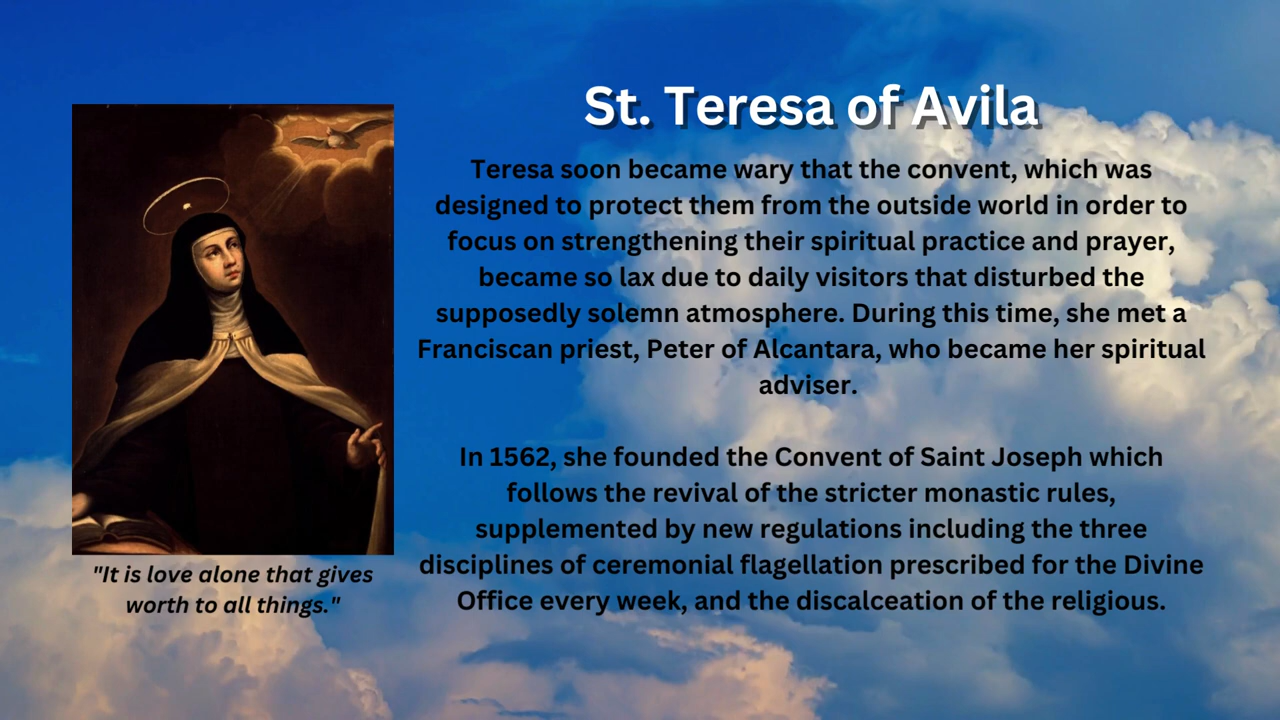 St. Teresa of Avila
Teresa soon became wary that the convent, which was
designed to protect them from the outside world in order to
focus on strengthening their spiritual practice and prayer,
became so lax due to daily visitors that disturbed the
supposedly solemn atmosphere. During this time, she met a
Franciscan priest, Peter of Alcantara, who became her spiritual
adviser.
In 1562, she founded the Convent of Saint Joseph which
follows the revival of the stricter monastic rules,
supplemented by new regulations including the three
disciplines of ceremonial flagellation prescribed for the Divine
Office every week, and the discalceation of the religious.
"It is love alone that gives
worth to all things."